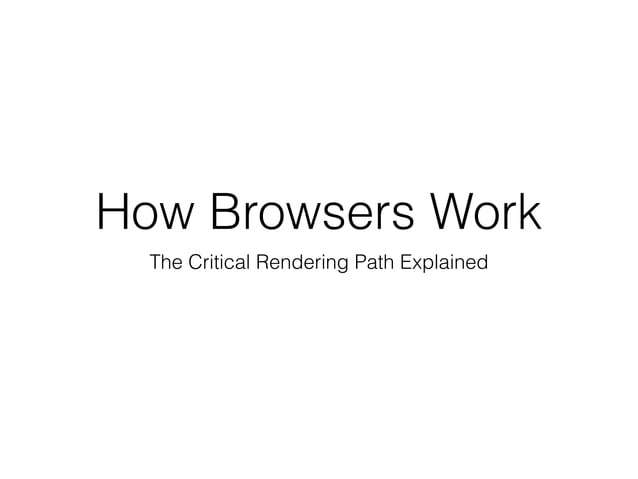 How Browsers Work
The Critical Rendering Path Explained